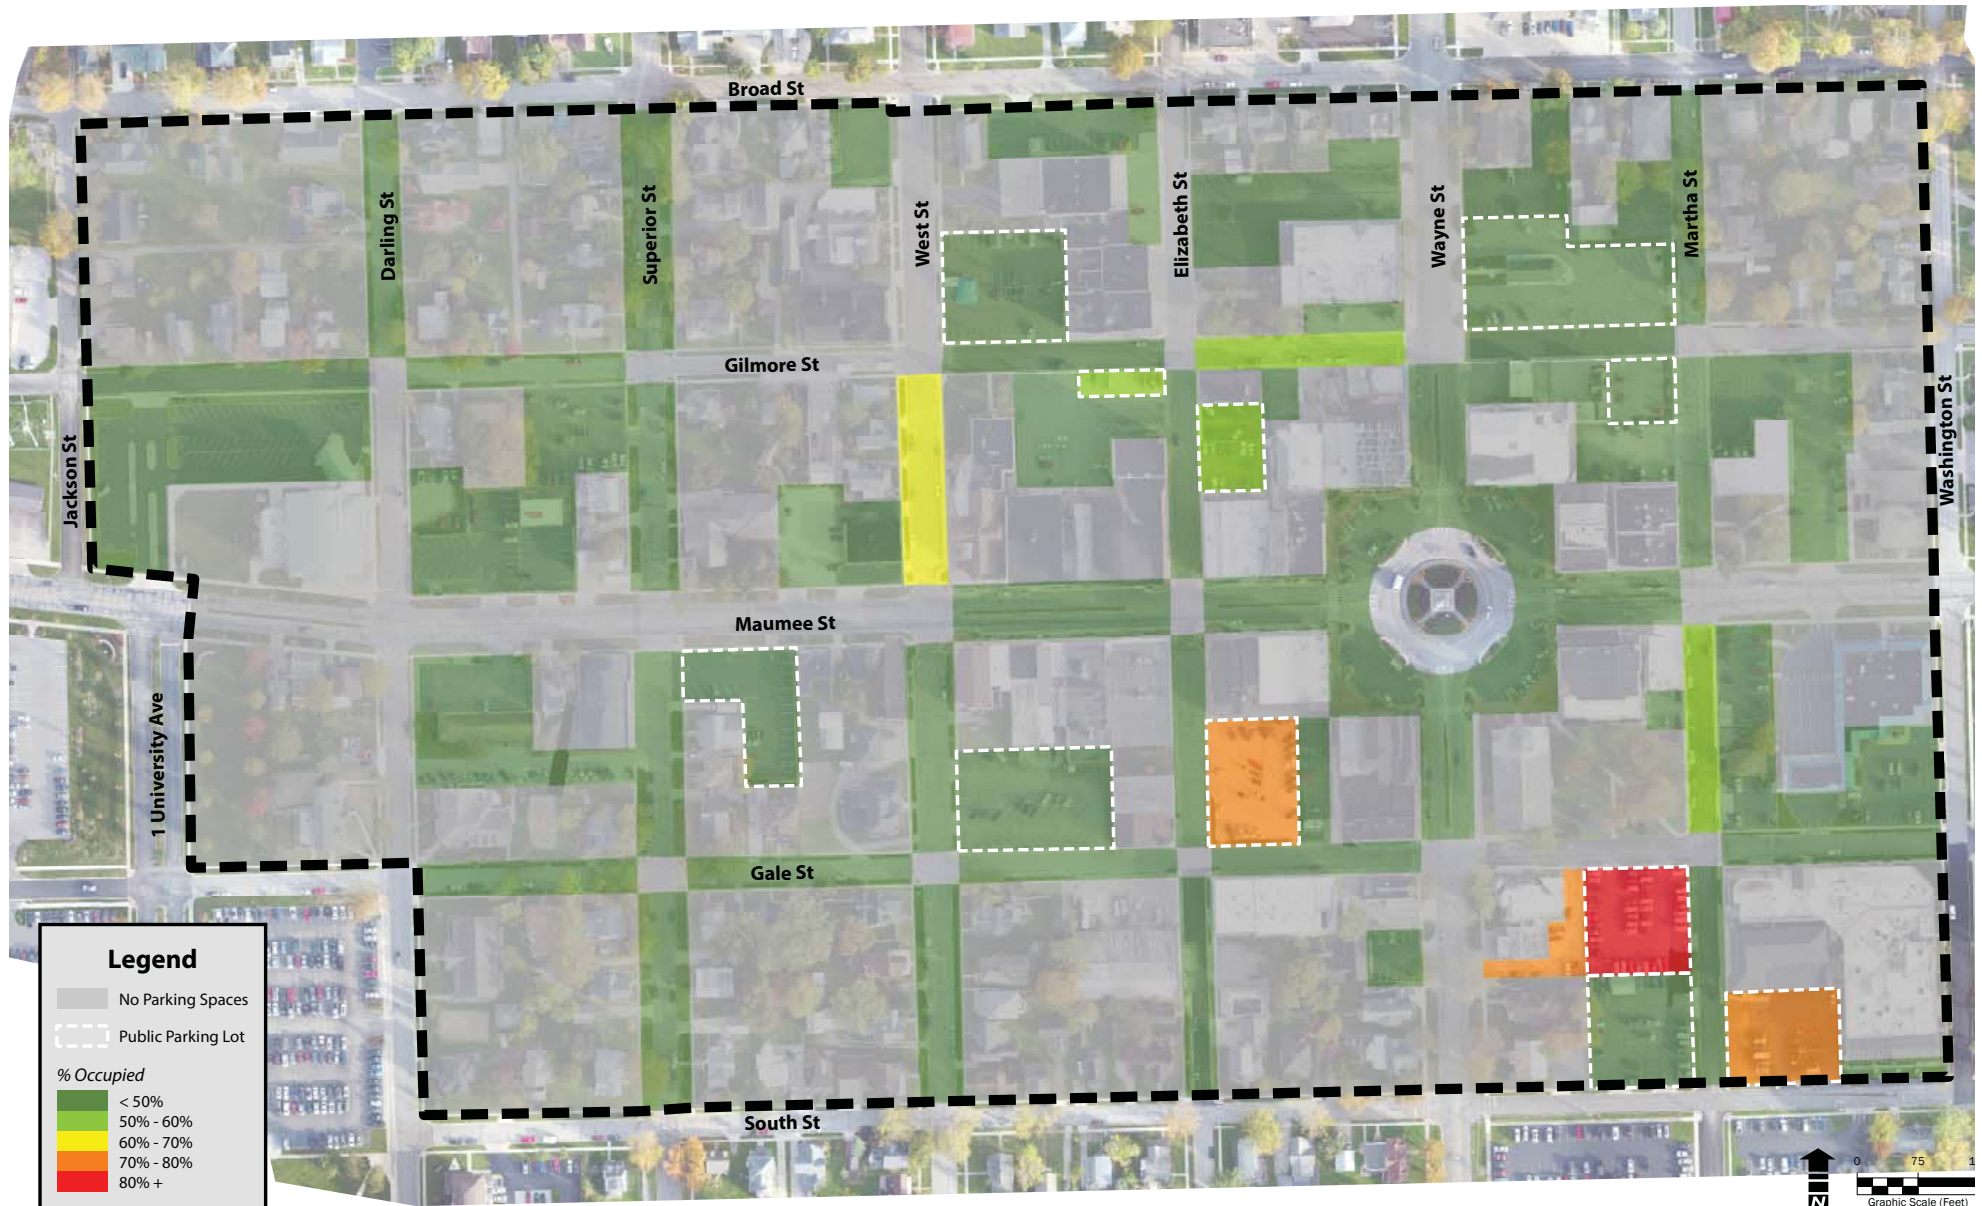 Broad St
Darling St
Superior St
West St
Elizabeth St
Wayne St
Martha St
Gilmore St
Jackson St
Washington St
Maumee St
1 University Ave
Gale St
South St
Legend
No Parking Spaces
Public Parking Lot
% Occupied
< 50%
50% - 60%
60% - 70%
70% - 80%
80% +
N
0 75 1
Graphic Scale (Feet)